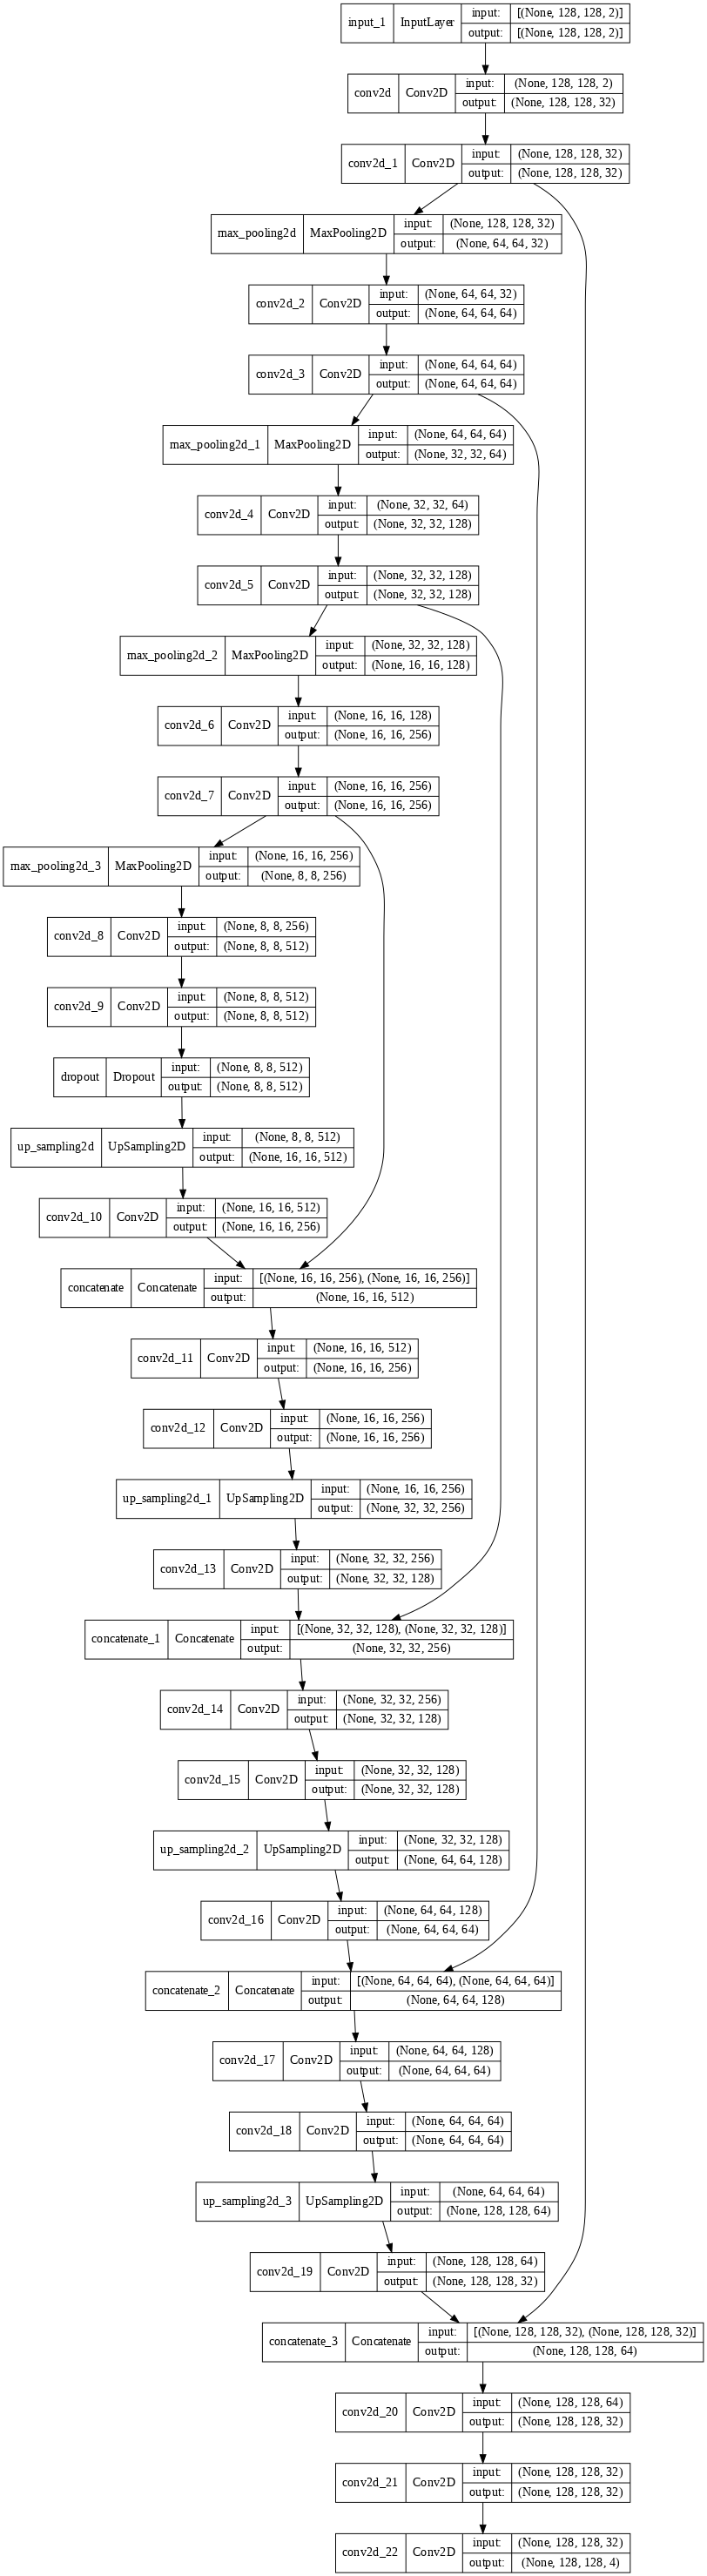 input_1 InputLayer input: [(None, 128, 128, 2)]
output: [(None, 128, 128, 2)]
conv2d Conv2D input: (None, 128, 128, 2)
output: (None, 128, 128, 32)
conv2d_1 Conv2D input: (None, 128, 128, 32)
output: (None, 128, 128, 32)
max_pooling2d MaxPooling2D input: (None, 128, 128, 32)
output: (None, 64, 64, 32)
conv2d_2 Conv2D input: (None, 64, 64, 32)
output: (None, 64, 64, 64)
conv2d_3 Conv2D input: (None, 64, 64, 64)
output: (None, 64, 64, 64)
max_pooling2d_1 MaxPooling2D input: (None, 64, 64, 64)
output: (None, 32, 32, 64)
conv2d_4 Conv2D input: (None, 32, 32, 64)
output: (None, 32, 32, 128)
conv2d_5 Conv2D input: (None, 32, 32, 128)
output: (None, 32, 32, 128)
max_pooling2d_2 MaxPooling2D input: (None, 32, 32, 128)
output: (None, 16, 16, 128)
conv2d_6 Conv2D input: (None, 16, 16, 128)
output: (None, 16, 16, 256)
conv2d_7 Conv2D input: (None, 16, 16, 256)
output: (None, 16, 16, 256)
max_pooling2d_3 MaxPooling2D input: (None, 16, 16, 256)
output: (None, 8, 8, 256)
conv2d_8 Conv2D input: (None, 8, 8, 256)
output: (None, 8, 8, 512)
conv2d_9 Conv2D input: (None, 8, 8, 512)
output: (None, 8, 8, 512)
dropout Dropout input: (None, 8, 8, 512)
output: (None, 8, 8, 512)
up_sampling2d UpSampling2D input: (None, 8, 8, 512)
output: (None, 16, 16, 512)
conv2d_10 Conv2D input: (None, 16, 16, 512)
output: (None, 16, 16, 256)
concatenate Concatenate input: [(None, 16, 16, 256), (None, 16, 16, 256)]
output: (None, 16, 16, 512)
conv2d_11 Conv2D input: (None, 16, 16, 512)
output: (None, 16, 16, 256)
conv2d_12 Conv2D input: (None, 16, 16, 256)
output: (None, 16, 16, 256)
up_sampling2d_1 UpSampling2D input: (None, 16, 16, 256)
output: (None, 32, 32, 256)
conv2d_13 Conv2D input: (None, 32, 32, 256)
output: (None, 32, 32, 128)
concatenate_1 Concatenate input: [(None, 32, 32, 128), (None, 32, 32, 128)]
output: (None, 32, 32, 256)
conv2d_14 Conv2D input: (None, 32, 32, 256)
output: (None, 32, 32, 128)
conv2d_15 Conv2D input: (None, 32, 32, 128)
output: (None, 32, 32, 128)
up_sampling2d_2 UpSampling2D input: (None, 32, 32, 128)
output: (None, 64, 64, 128)
conv2d_16 Conv2D input: (None, 64, 64, 128)
output: (None, 64, 64, 64)
concatenate_2 Concatenate input: [(None, 64, 64, 64), (None, 64, 64, 64)]
output: (None, 64, 64, 128)
conv2d_17 Conv2D input: (None, 64, 64, 128)
output: (None, 64, 64, 64)
conv2d_18 Conv2D input: (None, 64, 64, 64)
output: (None, 64, 64, 64)
up_sampling2d_3 UpSampling2D input: (None, 64, 64, 64)
output: (None, 128, 128, 64)
conv2d_19 Conv2D input: (None, 128, 128, 64)
output: (None, 128, 128, 32)
concatenate_3 Concatenate input: [(None, 128, 128, 32), (None, 128, 128, 32)]
output: (None, 128, 128, 64)
conv2d_20 Conv2D input: (None, 128, 128, 64)
output: (None, 128, 128, 32)
conv2d_21 Conv2D input: (None, 128, 128, 32)
output: (None, 128, 128, 32)
conv2d_22 Conv2D input: (None, 128, 128, 32)
output: (None, 128, 128, 4)